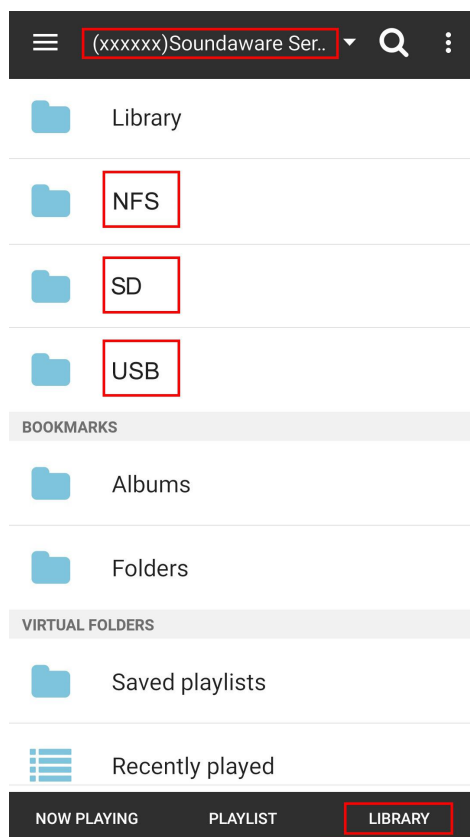 (xxxxxx)Soundaware Ser..
Library
NFS
SD
USB
BOOKMARKS
Albums
Folders
VIRTUAL FOLDERS
Saved playlists
Recently played
NOW PLAYING
PLAYLIST
LIBRARY